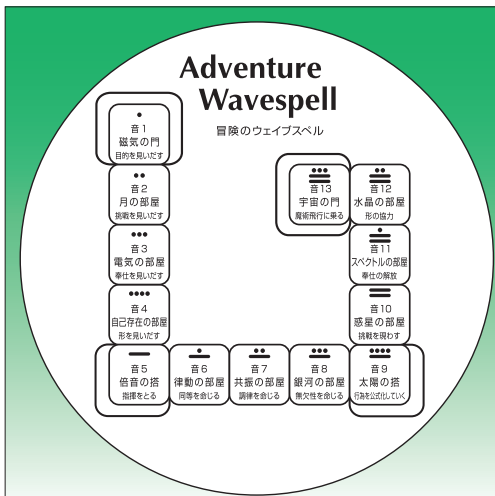 Adventure
Wavespell
冒険のウェイブスペル
音1
磁気の門
目的を見いだす
音2
月の部屋
挑戦を見いだす
音3
電気の部屋
奉仕を見いだす
音4
自己存在の部屋
形を見いだす
音5
倍音の塔
指揮をとる
音6
律動の部屋
同等を命じる
音7
共振の部屋
調律を命じる
音8
銀河の部屋
無欠性を命じる
音9
太陽の塔
行為を公式化していく
音10
惑星の部屋
挑戦を現わす
音11
スペクトルの部屋
奉仕の解放
音12
水晶の部屋
形の協力
音13
宇宙の門
魔術飛行に乗る